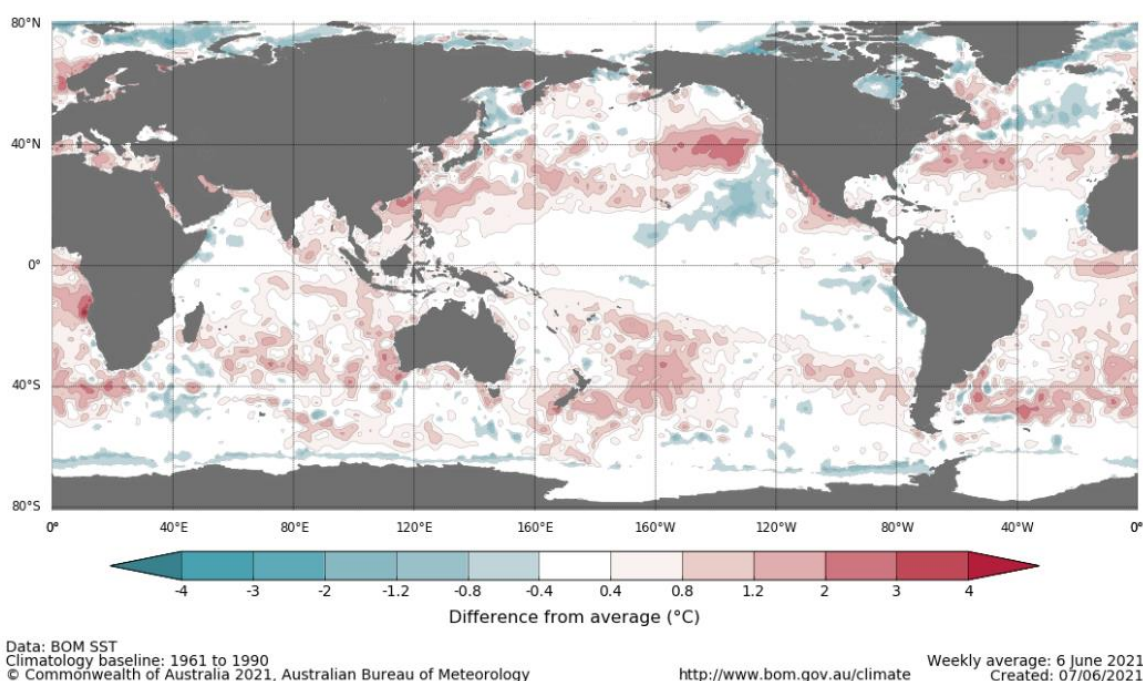 80°N
40°N
0°
40°S
80°S
0° 40°E 80°E 120°E 160°E 160°W 120°W 80°W 40°W 0°
-4 -3 -2 -1.2 -0.8 -0.4 0.4 0.8 1.2 2 3 4
Difference from average (°C)
Data: BOM SST
Climatology baseline: 1961 to 1990
© Commonwealth of Australia 2021, Australian Bureau of Meteorology
http://www.bom.gov.au/climate
Weekly average: 6 June 2021
Created: 07/06/2021